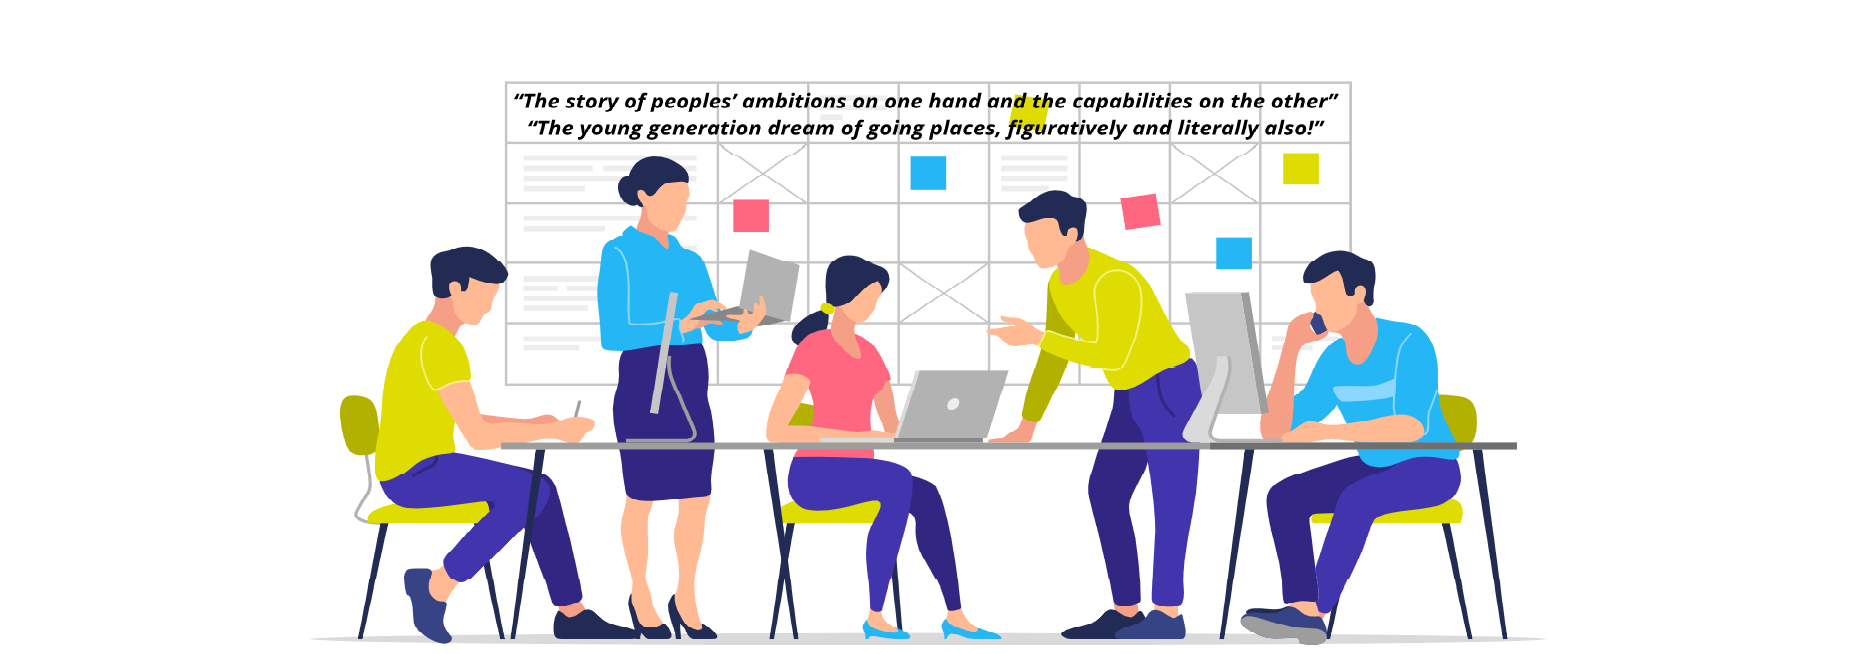 “The story of peoples’ ambitions on one hand and the capabilities on the other”
“The young generation dream of going places, figuratively and literally also!”